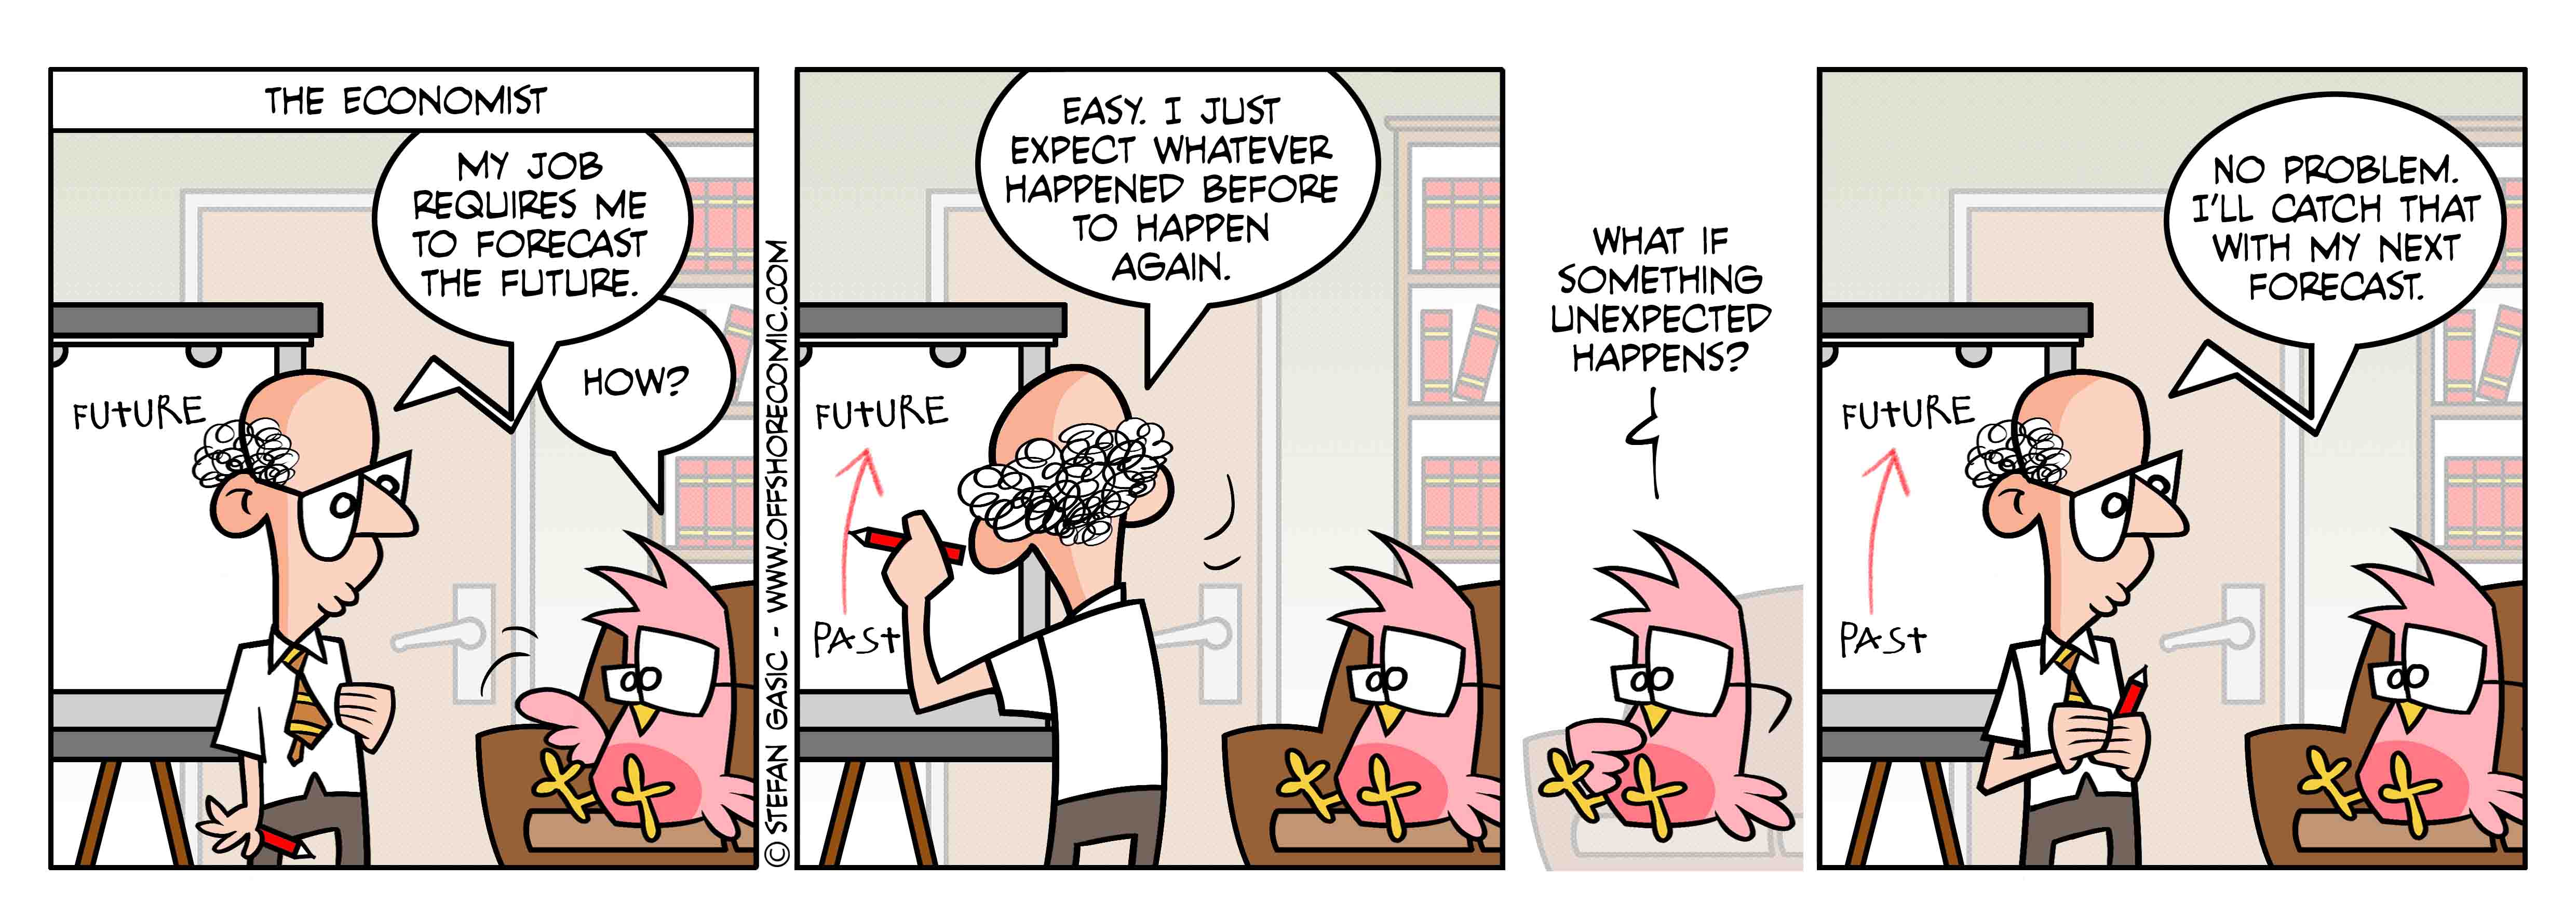 THE ECONOMIST
MY JOB
REQUIRES ME
TO FORECAST
THE FUTURE.
HOW?
FUTURE
© STEFAN GASIC - WWW.OFFSHORECOMIC.COM
EASY. I JUST
EXPECT WHATEVER
HAPPENED BEFORE
TO HAPPEN
AGAIN.
FUTURE
PAST
WHAT IF
SOMETHING
UNEXPECTED
HAPPENS?
NO PROBLEM.
I'LL CATCH THAT
WITH MY NEXT
FORECAST.
FUTURE
PAST